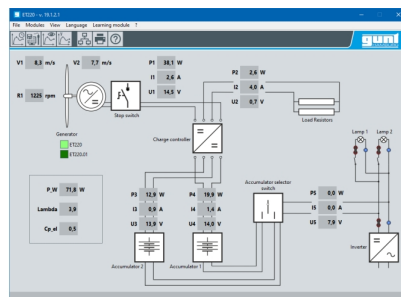 ET220 - v. 19.1.2.1
File Modules View Language Learning module ?
gunt
V1 8,3 m/s V2 7,7 m/s P1 38,1 W
I1 2,6 A
U1 14,5 V
R1 1225 rpm
P2 2,6 W
I2 4,0 A
U2 0,7 V
Stop switch
Load Resistors
Generator
ET220
ET220.01
Charge controller
Lamp 1 Lamp 2
Accumulator selector
switch
P_W 71,8 W
Lambda 3,9
Cp_el 0,5
P3 12,9 W P4 19,9 W
I3 0,9 A I4 1,4 A
U3 13,9 V U4 14,0 V
P5 0,0 W
I5 0,0 A
U5 7,9 V
Inverter
Accumulator 2 Accumulator 1